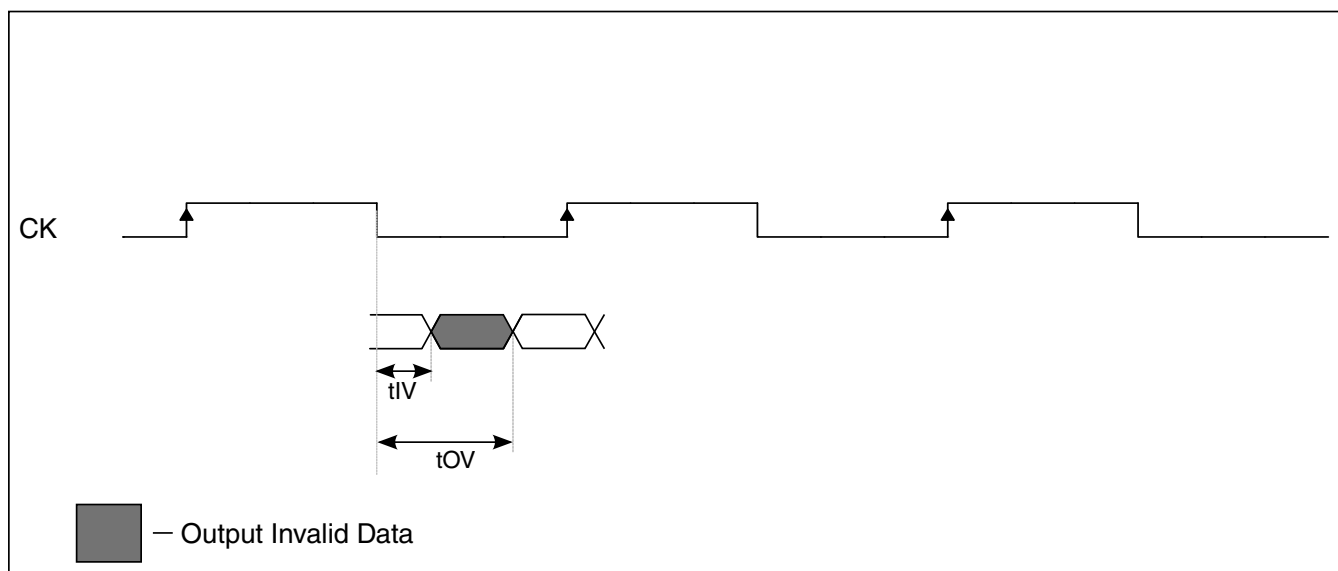 CK
tIV
tOV
– Output Invalid Data